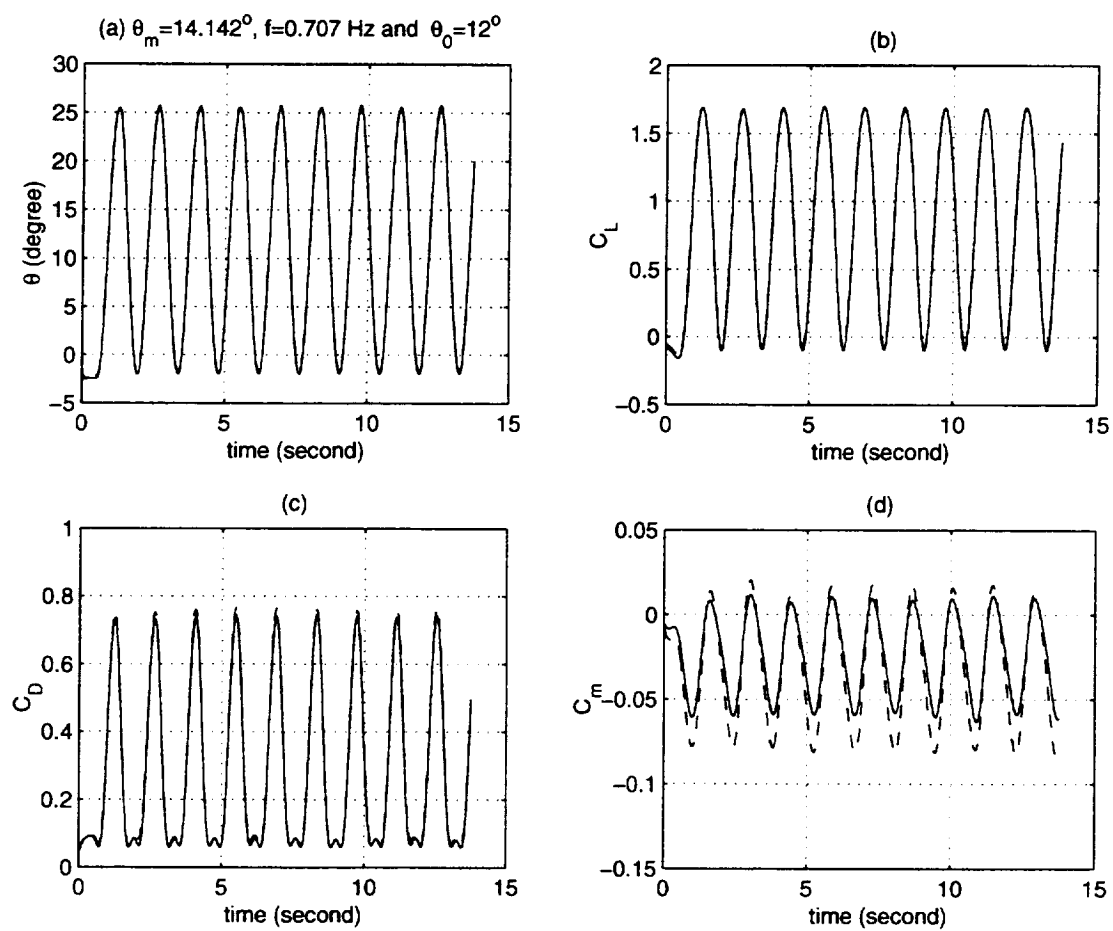 (a) θm=14.142°, f=0.707 Hz and θ0=12°
(b)
30
25
20
15
10
5
0
−5
θ (degree)
0 5 10 15
time (second)
2
1.5
1
0.5
0
−0.5
CL
0 5 10 15
time (second)
(c)
(d)
1
0.8
0.6
0.4
0.2
0
CD
0 5 10 15
time (second)
0.05
0
−0.05
−0.1
−0.15
Cm
0 5 10 15
time (second)